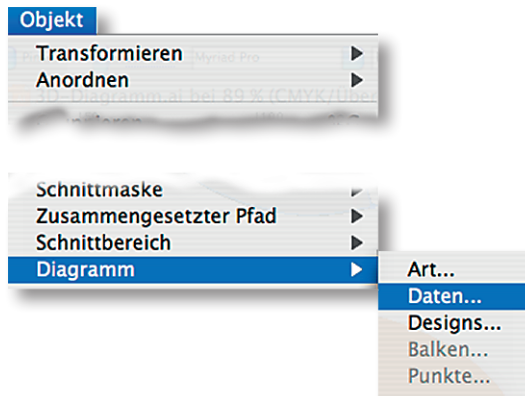 Objekt
Transformieren
Myriad Pro
Anordnen
3D-Diagramm.ai bei 89 % (CMYK/Über
Schnittmaske
Zusammengesetzter Pfad
Schnittbereich
Diagramm
Art...
Daten...
Designs...
Balken...
Punkte...